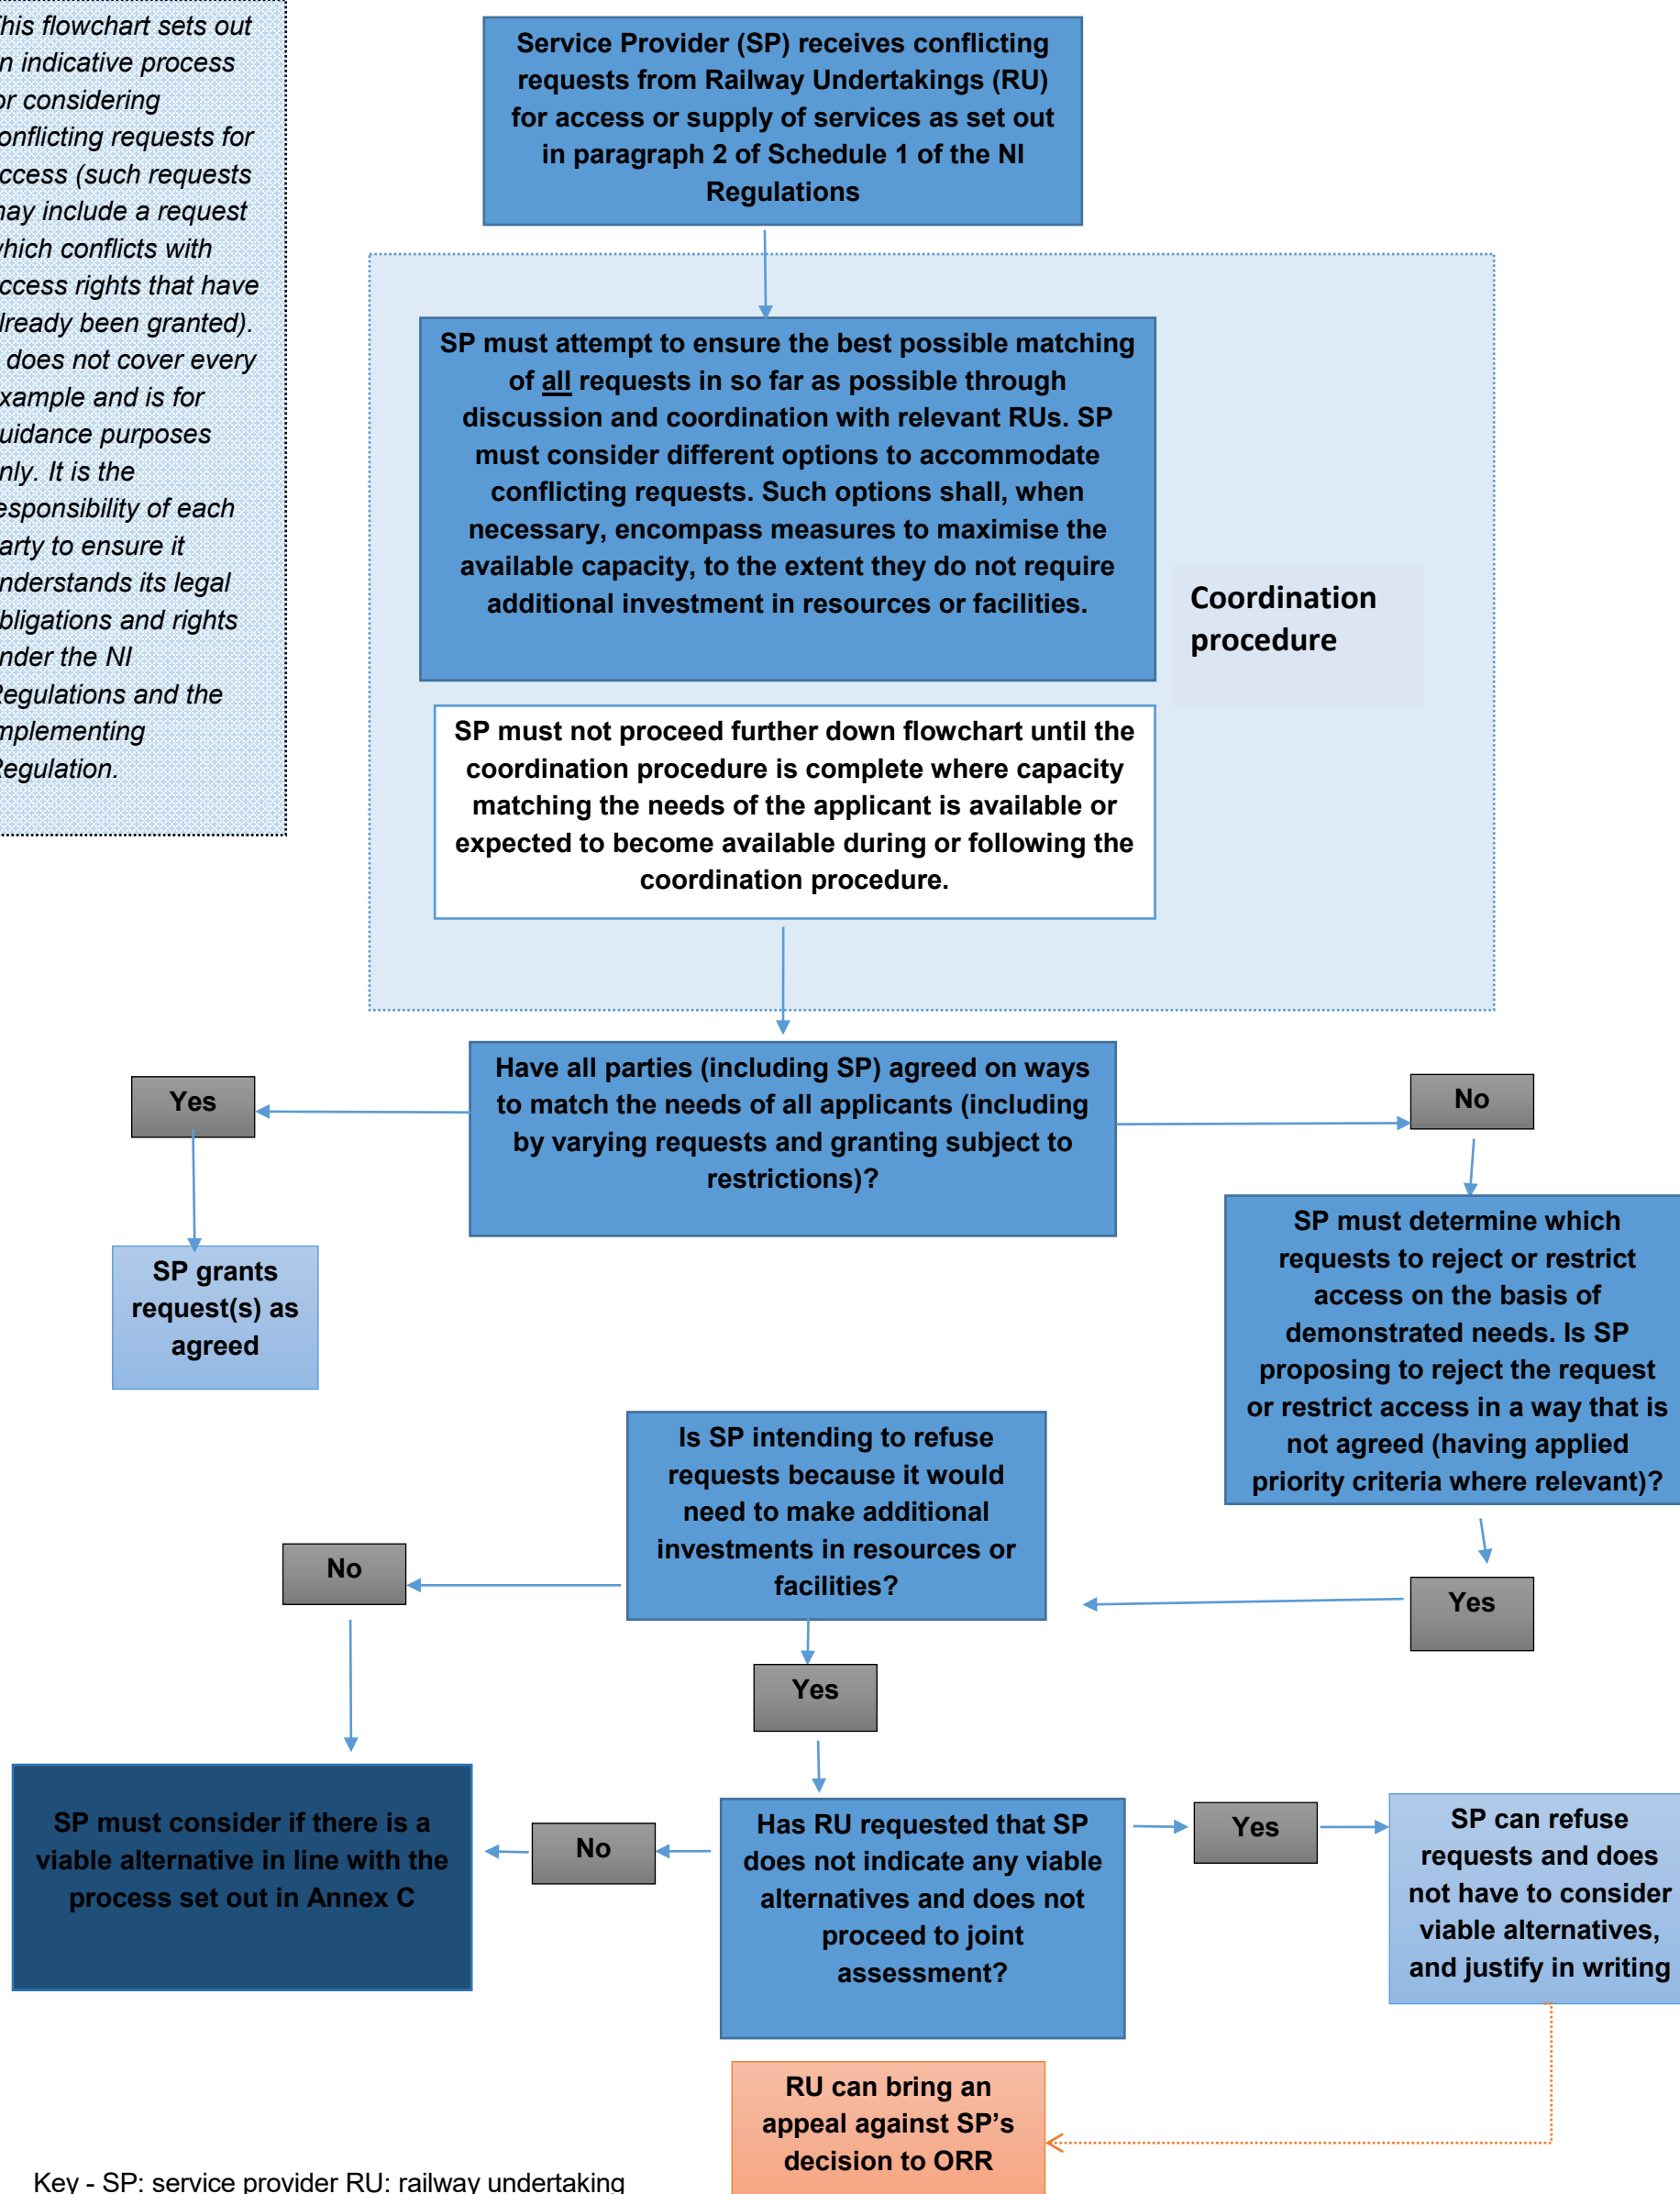 his flowchart sets out
n indicative process
or considering
onflicting requests for
ccess (such requests
may include a request
which conflicts with
ccess rights that have
lready been granted).
does not cover every
xample and is for
uidance purposes
nly. It is the
esponsibility of each
arty to ensure it
nderstands its legal
bligations and rights
nder the NI
Regulations and the
mplementing
Regulation.
Service Provider (SP) receives conflicting
requests from Railway Undertakings (RU)
for access or supply of services as set out
in paragraph 2 of Schedule 1 of the NI
Regulations
SP must attempt to ensure the best possible matching
of all requests in so far as possible through
discussion and coordination with relevant RUs. SP
must consider different options to accommodate
conflicting requests. Such options shall, when
necessary, encompass measures to maximise the
available capacity, to the extent they do not require
additional investment in resources or facilities.
Coordination
procedure
SP must not proceed further down flowchart until the
coordination procedure is complete where capacity
matching the needs of the applicant is available or
expected to become available during or following the
coordination procedure.
Have all parties (including SP) agreed on ways
to match the needs of all applicants (including
by varying requests and granting subject to
restrictions)?
Yes
No
SP grants
request(s) as
agreed
SP must determine which
requests to reject or restrict
access on the basis of
demonstrated needs. Is SP
proposing to reject the request
or restrict access in a way that is
not agreed (having applied
priority criteria where relevant)?
Yes
Is SP intending to refuse
requests because it would
need to make additional
investments in resources or
facilities?
No
Yes
SP must consider if there is a
viable alternative in line with the
process set out in Annex C
No
Has RU requested that SP
does not indicate any viable
alternatives and does not
proceed to joint
assessment?
Yes
SP can refuse
requests and does
not have to consider
viable alternatives,
and justify in writing
RU can bring an
appeal against SP's
decision to ORR
Key - SP: service provider RU: railway undertaking